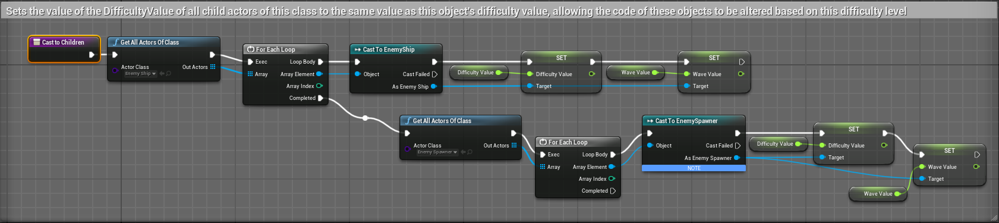 Sets the value of the DifficultyValue of all child actors of this class to the same value as this object's difficulty value, allowing the code of these objects to be altered based on this difficulty level
Cast to Children
Get All Actors Of Class
Actor Class
Enemy Ship
Out Actors
For Each Loop
Exec
Loop Body
Array
Array Element
Array Index
Completed
Cast To EnemyShip
Object
Cast Failed
As Enemy Ship
Difficulty Value
SET
Difficulty Value
Target
Wave Value
SET
Wave Value
Target
Get All Actors Of Class
Actor Class
Enemy Spawner
Out Actors
For Each Loop
Exec
Loop Body
Array
Array Element
Array Index
Completed
Cast To EnemySpawner
Object
Cast Failed
As Enemy Spawner
NOTE
Difficulty Value
SET
Difficulty Value
Target
Wave Value
SET
Wave Value
Target